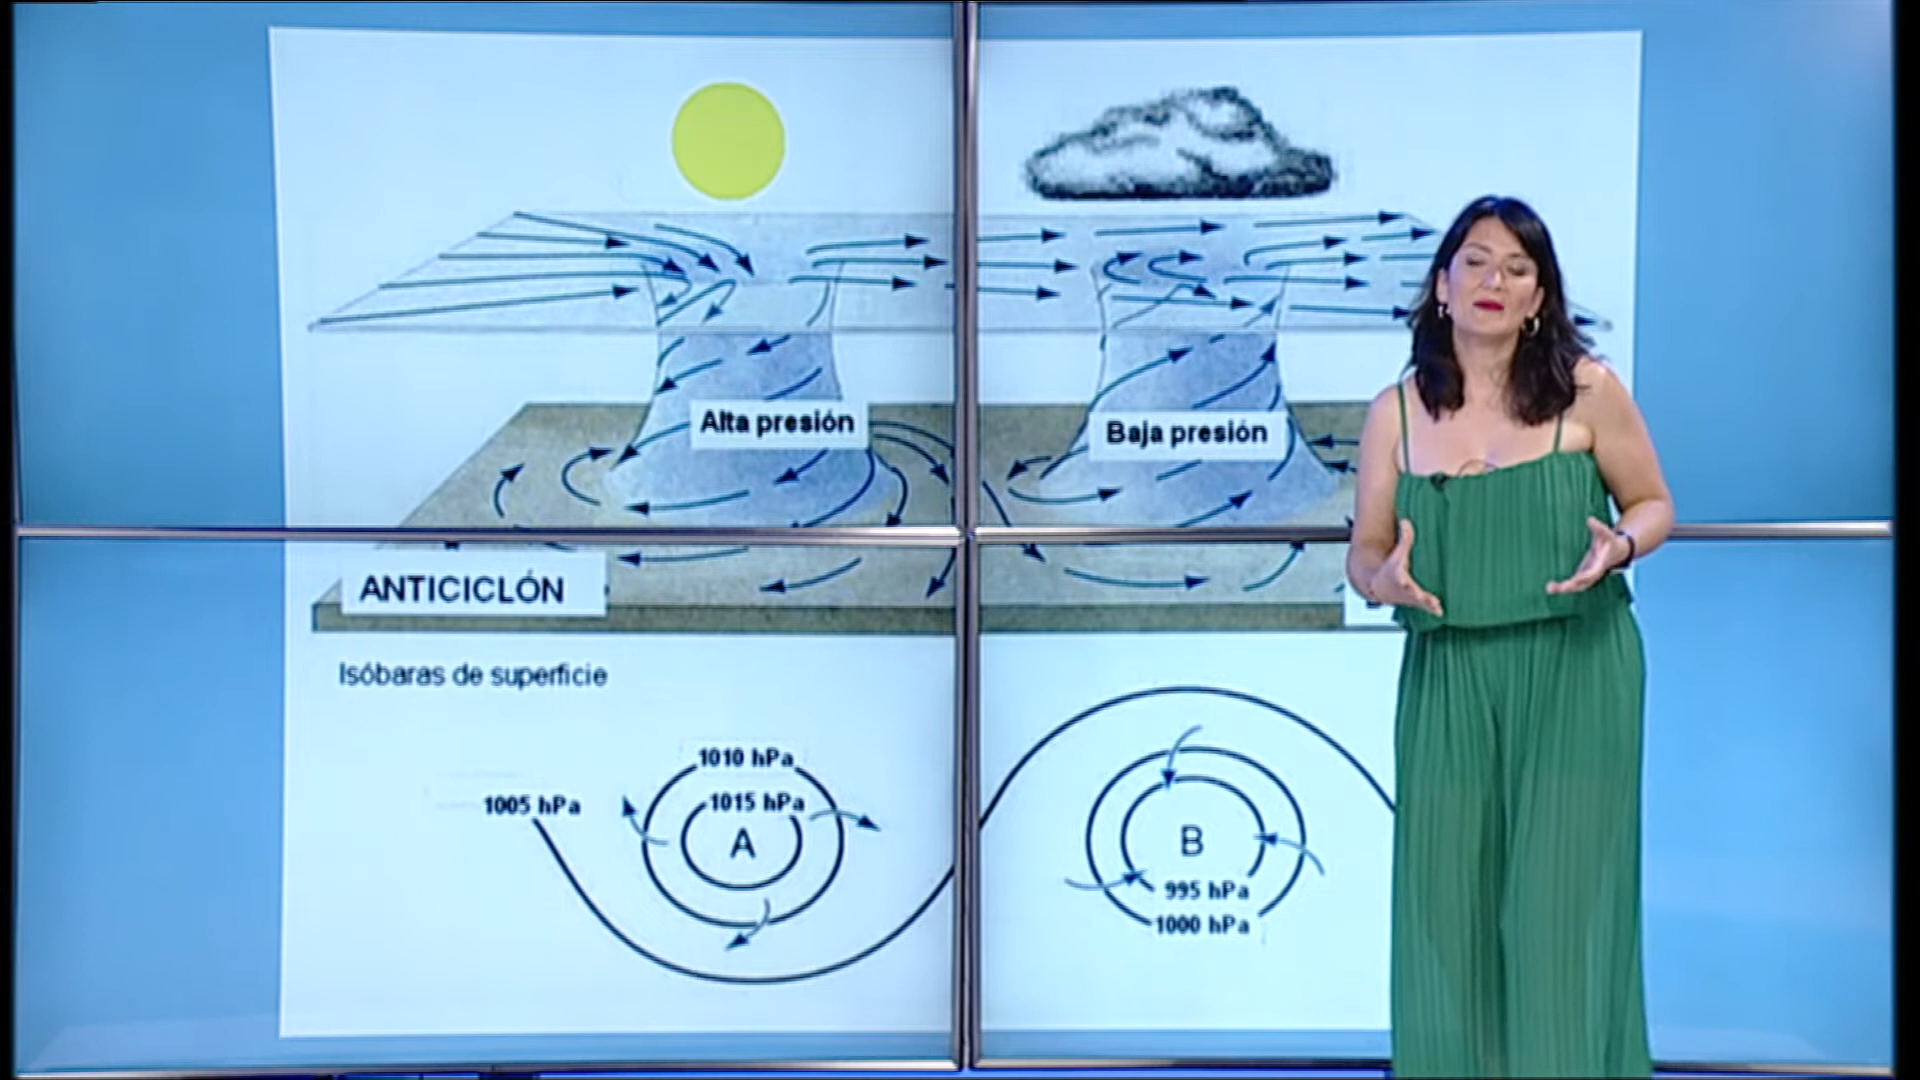 Alta presión
Baja presión
ANTICICLÓN
Isóbaras de superficie
1010 hPa
1005 hPa
1015 hPa
A
B
995 hPa
1000 hPa